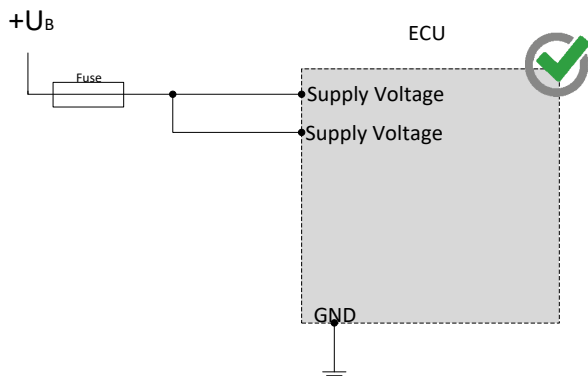 +UB
ECU
Fuse
Supply Voltage
Supply Voltage
GND